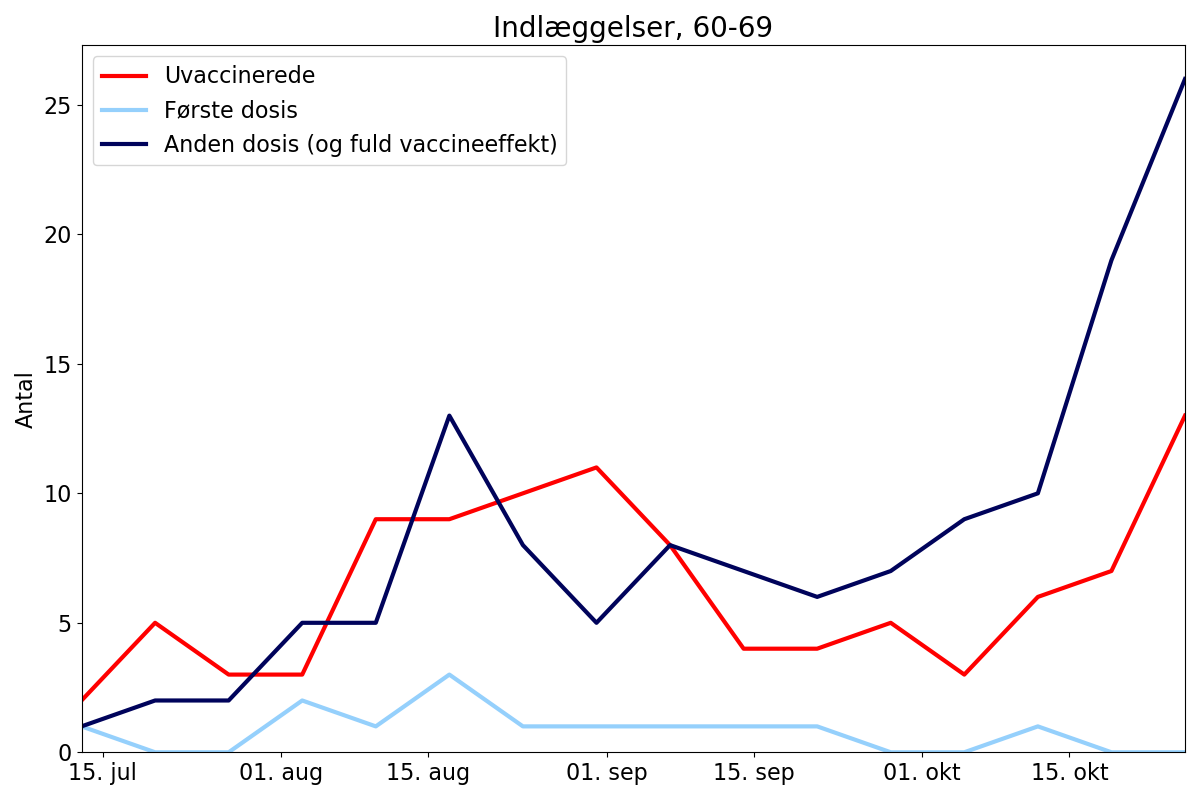 Indlæggelser, 60-69
Uvaccinerede
Første dosis
Anden dosis (og fuld vaccineeffekt)
Antal
25
20
15
10
5
0
15. jul
01. aug
15. aug
01. sep
15. sep
01. okt
15. okt